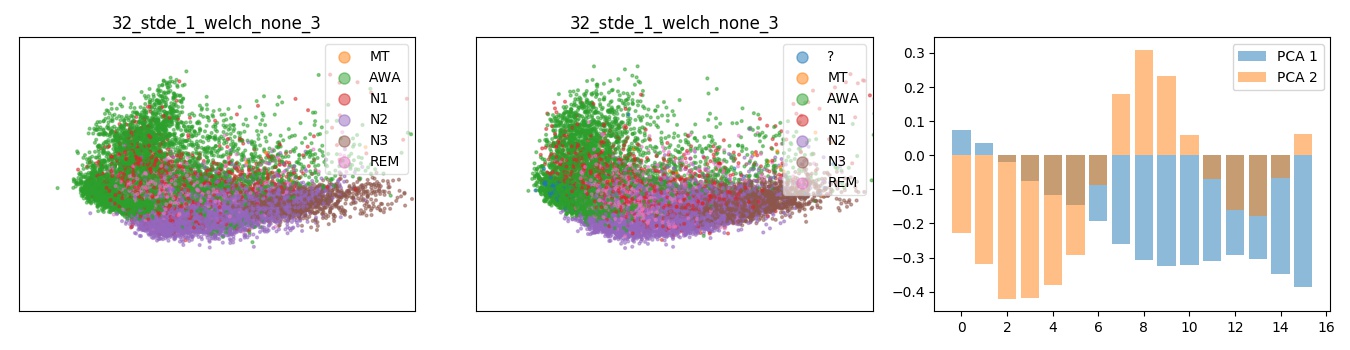 32_stde_1_welch_none_3
MT
AWA
N1
N2
N3
REM
32_stde_1_welch_none_3
?
MT
AWA
N1
N2
N3
REM
PCA 1
PCA 2
0.3
0.2
0.1
0.0
−0.1
−0.2
−0.3
−0.4
0 2 4 6 8 10 12 14 16